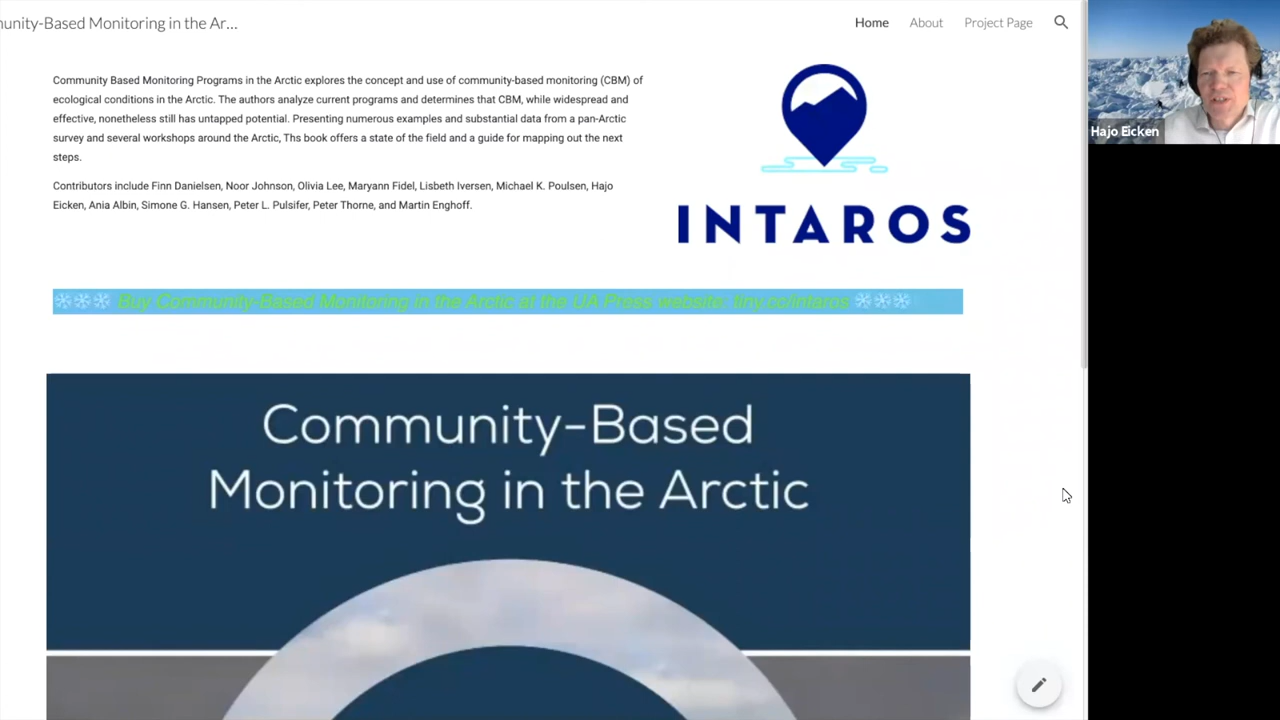 unity-Based Monitoring in the Ar...
Home About Project Page
Hajo Eicken
Community Based Monitoring Programs in the Arctic explores the concept and use of community-based monitoring (CBM) of
ecological conditions in the Arctic. The authors analyze current programs and determines that CBM, while widespread and
effective, nonetheless still has untapped potential. Presenting numerous examples and substantial data from a pan-Arctic
survey and several workshops around the Arctic, Ths book offers a state of the field and a guide for mapping out the next
steps.
Contributors include Finn Danielsen, Noor Johnson, Olivia Lee, Maryann Fidel, Lisbeth Iversen, Michael K. Poulsen, Hajo
Eicken, Ania Albin, Simone G. Hansen, Peter L. Pulsifer, Peter Thorne, and Martin Enghoff.
INTAROS
Buy Community-Based Monitoring in the Arctic at the UA Press website: tiny.cc/intaros
Community-Based
Monitoring in the Arctic